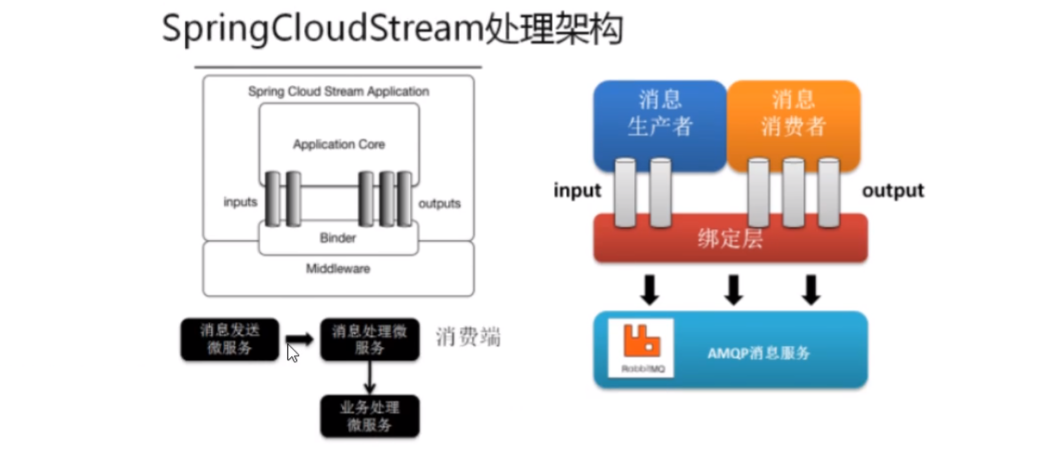 SpringCloudStream处理架构
Spring Cloud Stream Application
Application Core
inputs
outputs
Binder
Middleware
消息发送
微服务
消息处理微
服务
消费端
业务处理
微服务
消息
生产者
消息
消费者
input
output
绑定层
RabbitMQ
AMQP消息服务